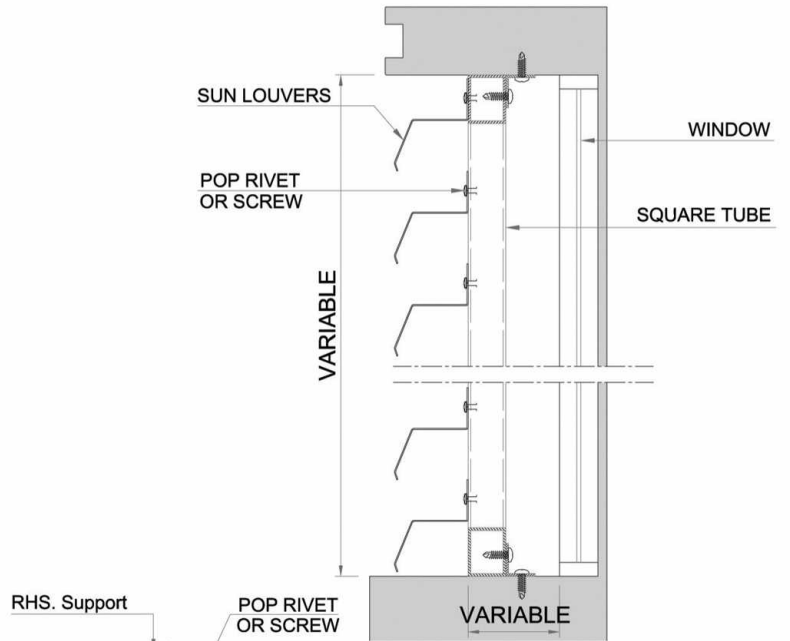 SUN LOUVERS
WINDOW
POP RIVET
OR SCREW
SQUARE TUBE
VARIABLE
RHS. Support
POP RIVET
OR SCREW
VARIABLE